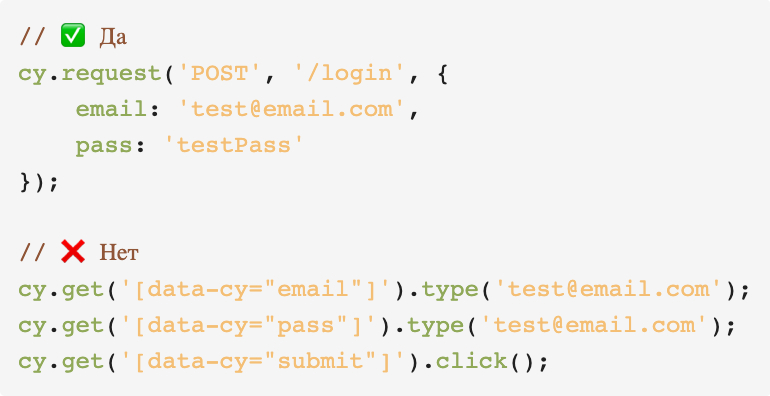 // ✅ Да
cy.request('POST', '/login', {
    email: 'test@email.com',
    pass: 'testPass'
});

// ❌ Нет
cy.get('[data-cy="email"]').type('test@email.com');
cy.get('[data-cy="pass"]').type('test@email.com');
cy.get('[data-cy="submit"]').click();